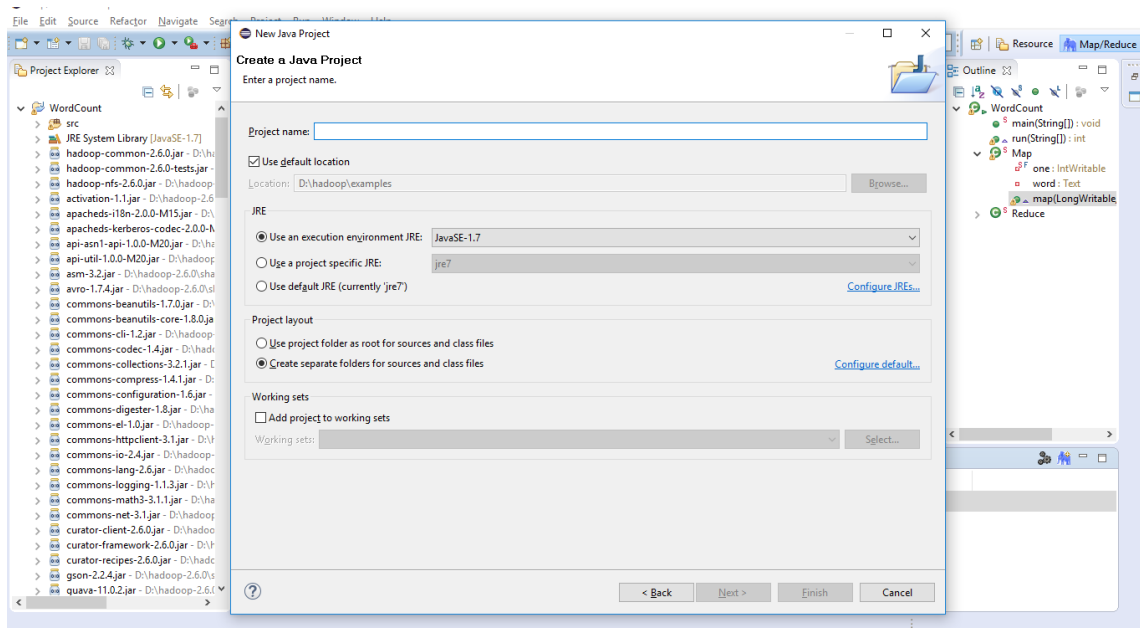 File Edit Source Refactor Navigate Search Project Run Window Help
Resource Map/Reduce
Project Explorer
WordCount
src
JRE System Library [JavaSE-1.7]
hadoop-common-2.6.0.jar - D:\ha
hadoop-common-2.6.0-tests.jar -
hadoop-nfs-2.6.0.jar - D:\hadoop-
activation-1.1.jar - D:\hadoop-2.6
apacheds-i18n-2.0.0-M15.jar - D:\
apacheds-kerberos-codec-2.0.0-M
api-asn1-api-1.0.0-M20.jar - D:\ha
api-util-1.0.0-M20.jar - D:\hadoop
asm-3.2.jar - D:\hadoop-2.6.0\sha
avro-1.7.4.jar - D:\hadoop-2.6.0\sl
commons-beanutils-1.7.0.jar - D:\
commons-beanutils-core-1.8.0.ja
commons-cli-1.2.jar - D:\hadoop-
commons-codec-1.4.jar - D:\hado
commons-collections-3.2.1.jar - D
commons-compress-1.4.1.jar - D:
commons-configuration-1.6.jar -
commons-digester-1.8.jar - D:\ha
commons-el-1.0.jar - D:\hadoop-
commons-httpclient-3.1.jar - D:\h
commons-io-2.4.jar - D:\hadoop-
commons-lang-2.6.jar - D:\hadoc
commons-logging-1.1.3.jar - D:\h
commons-math3-3.1.1.jar - D:\ha
commons-net-3.1.jar - D:\hadoop
curator-client-2.6.0.jar - D:\hadoo
curator-framework-2.6.0.jar - D:\h
curator-recipes-2.6.0.jar - D:\hadc
gson-2.2.4.jar - D:\hadoop-2.6.0\s
guava-11.0.2.jar - D:\hadoop-2.6.(
New Java Project
Create a Java Project
Enter a project name.
Project name:
Use default location
Location: D:\hadoop\examples Browse...
JRE
Use an execution environment JRE: JavaSE-1.7
Use a project specific JRE: jre7
Use default JRE (currently 'jre7') Configure JREs...
Project layout
Use project folder as root for sources and class files
Create separate folders for sources and class files Configure default...
Working sets
Add project to working sets
Working sets: Select...
< Back Next > Finish Cancel
Outline
WordCount
main(String[]) : void
run(String[]) : int
Map
one : IntWritable
word : Text
map(LongWritable,
Reduce